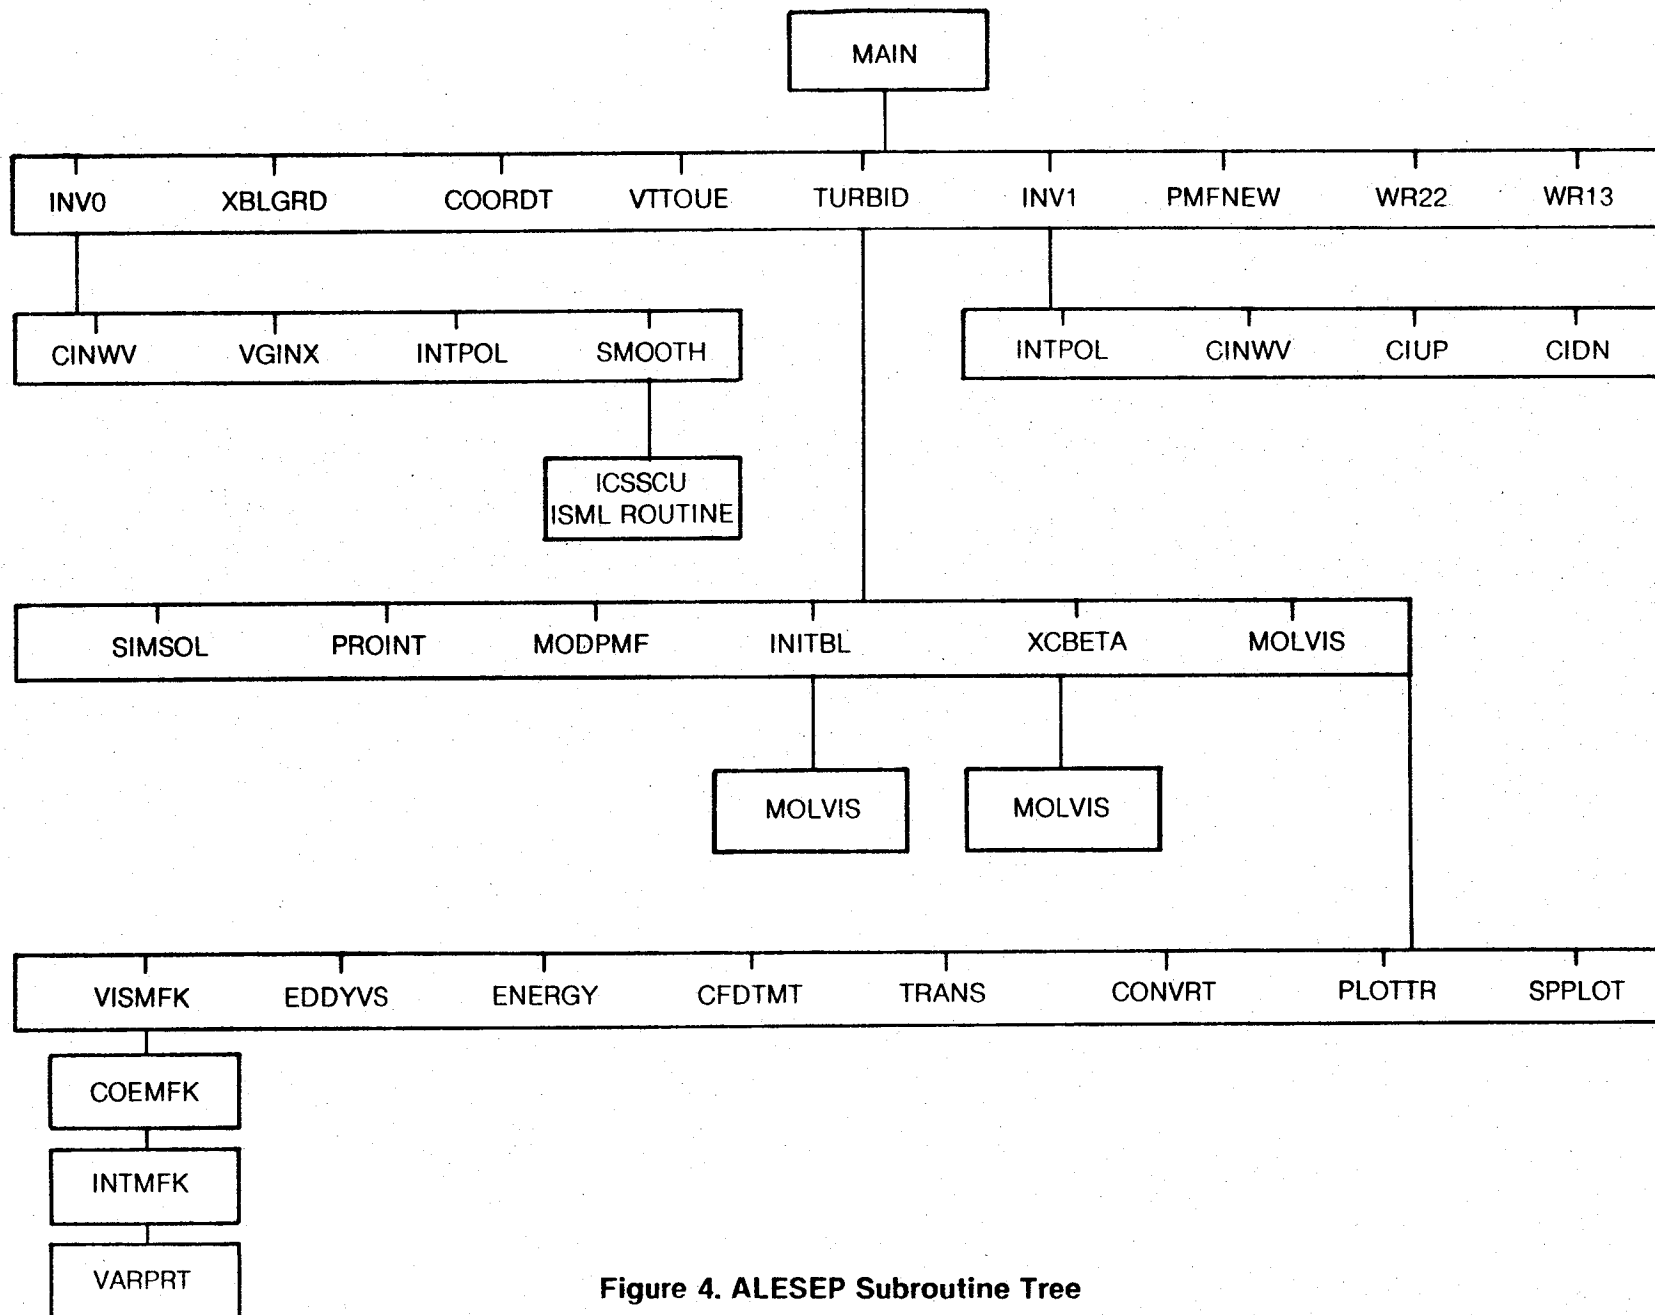 MAIN
INV0 XBLGRD COORDT VTTOUE TURBID INV1 PMFNEW WR22 WR13
CINWV VGINX INTPOL SMOOTH
INTPOL CINWV CIUP CIDN
ICSSCU
ISML ROUTINE
SIMSOL PROINT MODPMF INITBL XCBETA MOLVIS
MOLVIS
MOLVIS
VISMFK EDDYVS ENERGY CFDTMT TRANS CONVRT PLOTTR SPPLOT
COEMFK
INTMFK
VARPRT
Figure 4. ALESEP Subroutine Tree